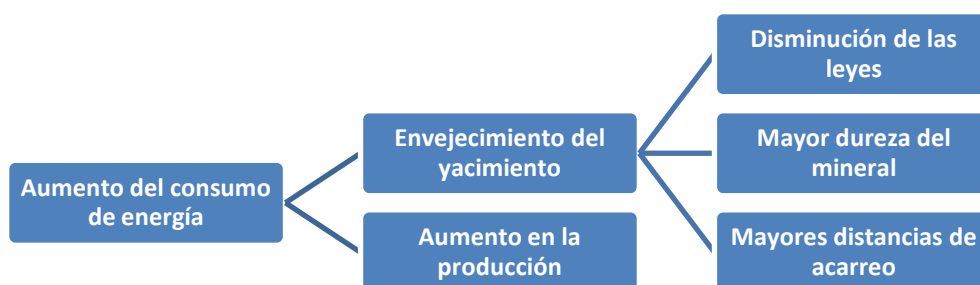 Aumento del consumo
de energía
Envejecimiento del
yacimiento
Aumento en la
producción
Disminución de las
leyes
Mayor dureza del
mineral
Mayores distancias de
acarreo